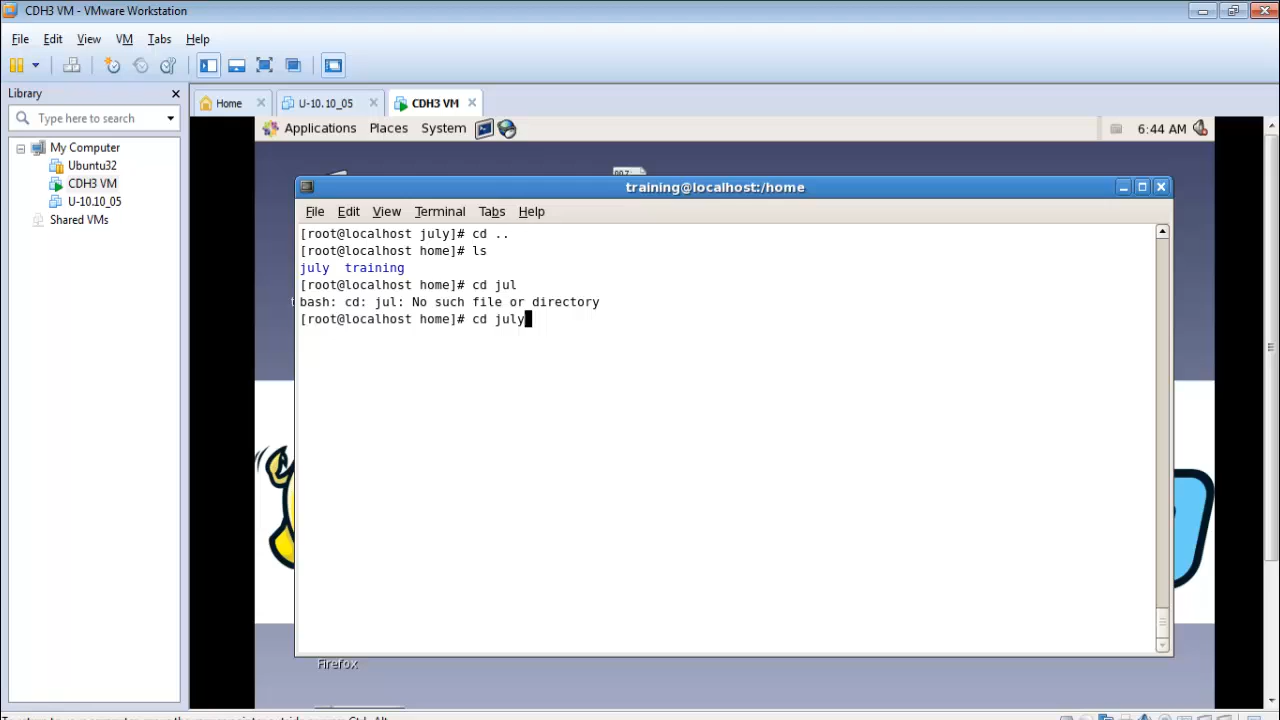 CDH3 VM - VMware Workstation
File Edit View VM Tabs Help
Library
Type here to search
My Computer
Ubuntu32
CDH3 VM
U-10.10_05
Shared VMs
Home U-10.10_05 CDH3 VM
Applications Places System 6:44 AM
training@localhost:/home
File Edit View Terminal Tabs Help
[root@localhost july]# cd ..
[root@localhost home]# ls
july training
[root@localhost home]# cd jul
bash: cd: jul: No such file or directory
[root@localhost home]# cd july
Firefox